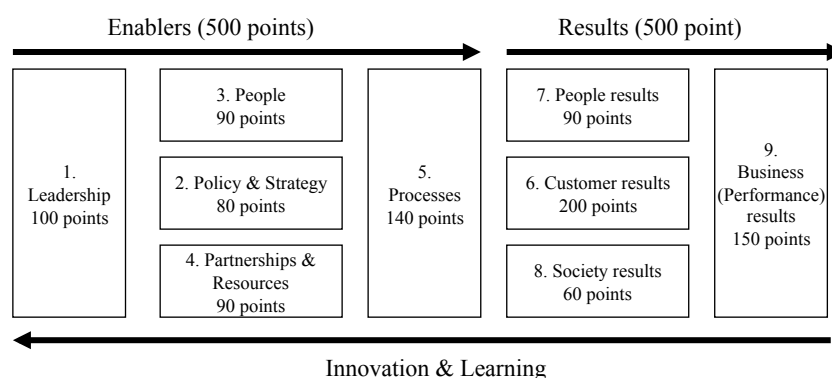 Enablers (500 points)
Results (500 point)
1.
Leadership
100 points
3. People
90 points
2. Policy & Strategy
80 points
4. Partnerships &
Resources
90 points
5.
Processes
140 points
7. People results
90 points
6. Customer results
200 points
8. Society results
60 points
9.
Business
(Performance)
results
150 points
Innovation & Learning